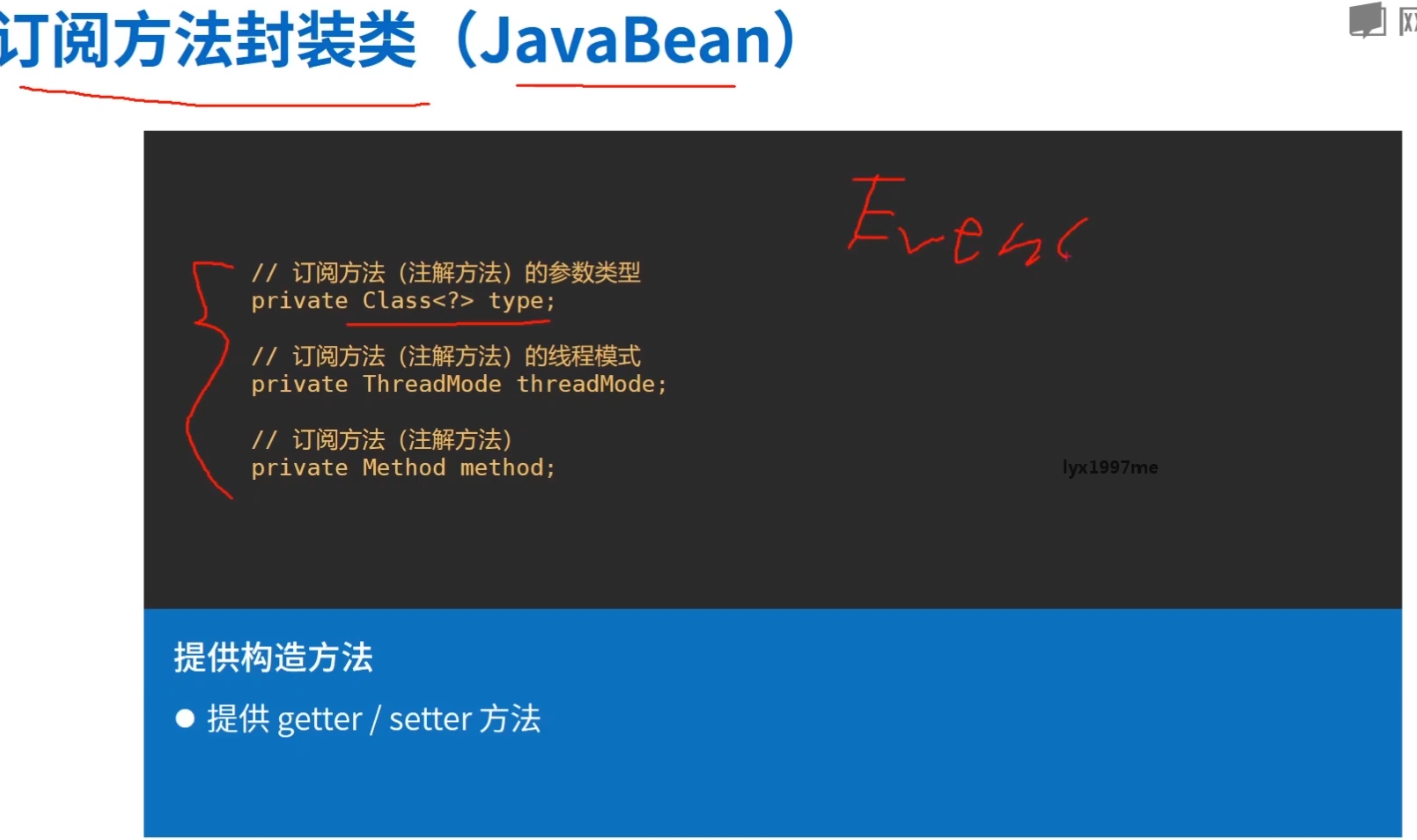 订阅方法封装类（JavaBean）
// 订阅方法（注解方法）的参数类型
private Class<?> type;
// 订阅方法（注解方法）的线程模式
private ThreadMode threadMode;
// 订阅方法（注解方法）
private Method method;
lyx1997me
提供构造方法
● 提供 getter / setter 方法